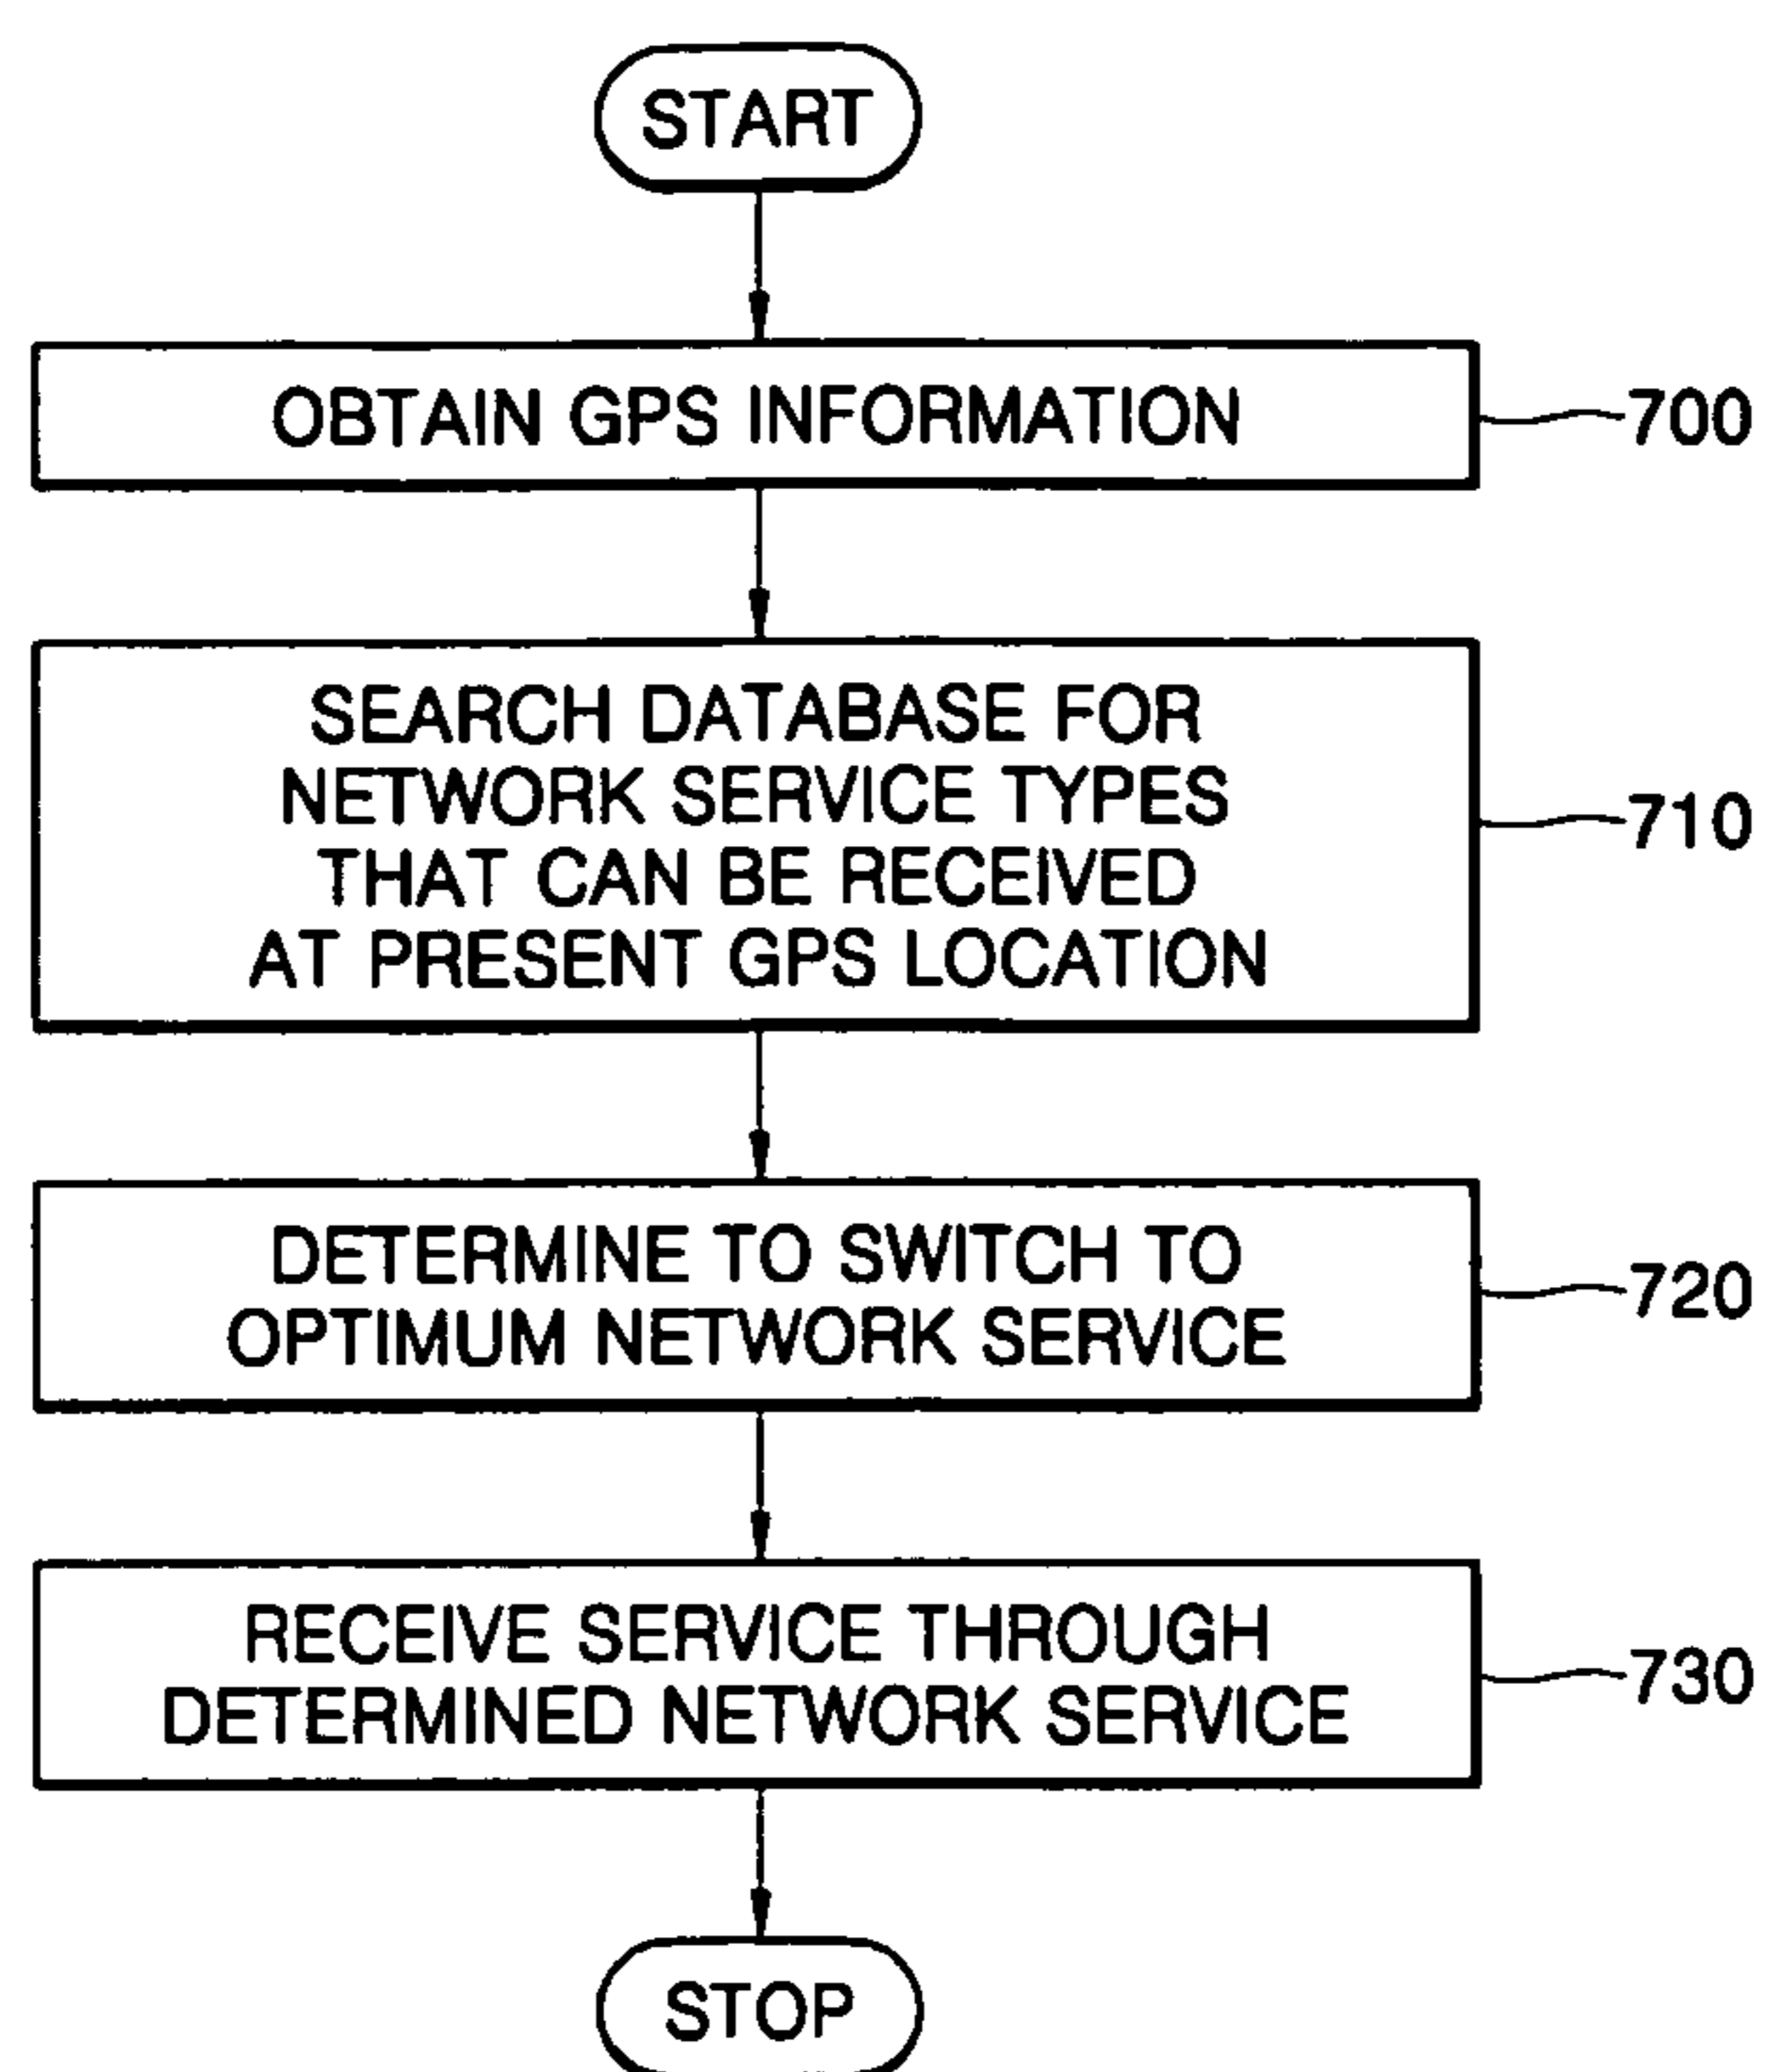 START
OBTAIN GPS INFORMATION
700
SEARCH DATABASE FOR
NETWORK SERVICE TYPES
THAT CAN BE RECEIVED
AT PRESENT GPS LOCATION
710
DETERMINE TO SWITCH TO
OPTIMUM NETWORK SERVICE
720
RECEIVE SERVICE THROUGH
DETERMINED NETWORK SERVICE
730
STOP